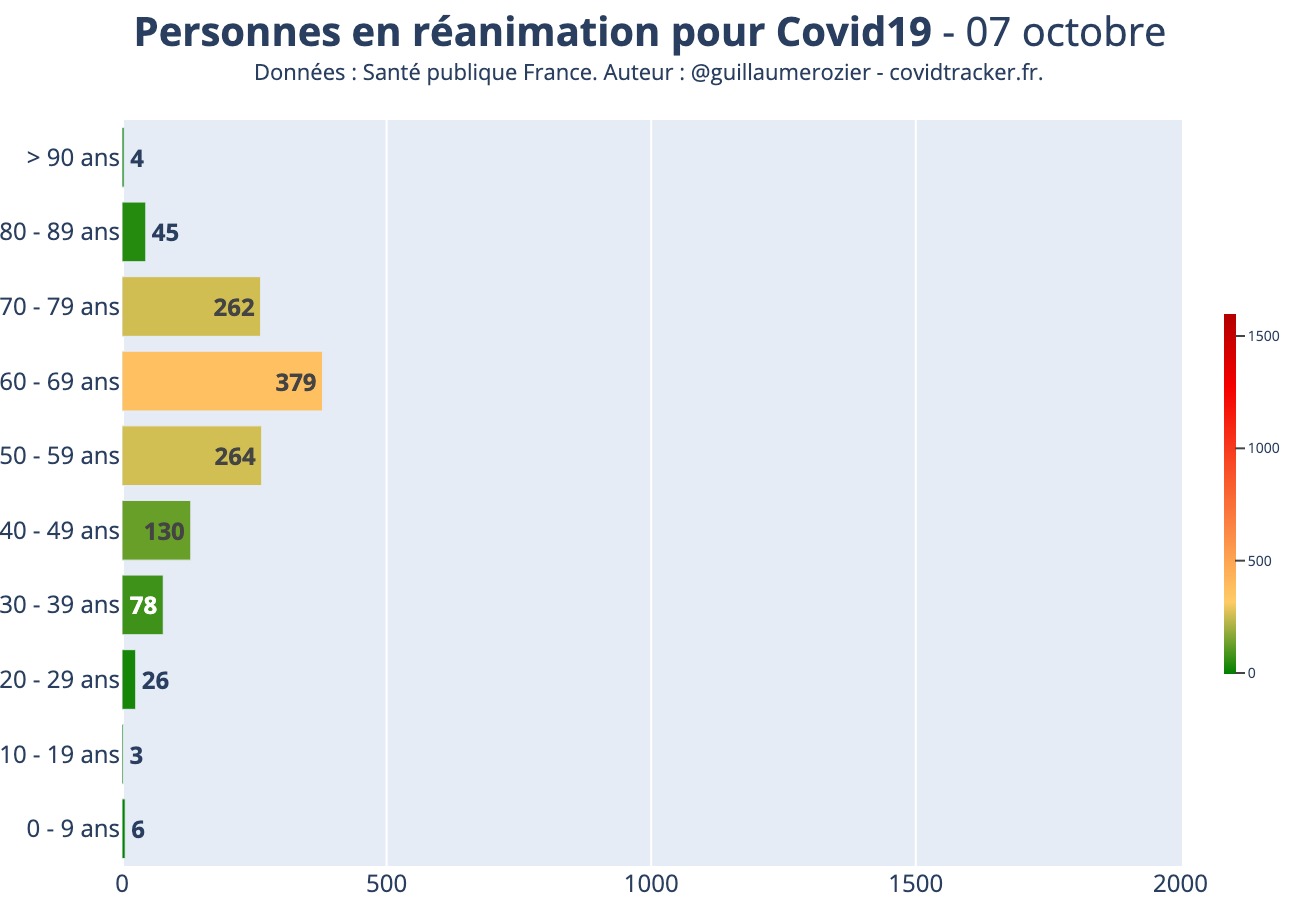 Personnes en réanimation pour Covid19 - 07 octobre
Données : Santé publique France. Auteur : @guillaumerozier - covidtracker.fr.
> 90 ans 4
80 - 89 ans 45
70 - 79 ans 262
60 - 69 ans 379
50 - 59 ans 264
40 - 49 ans 130
30 - 39 ans 78
20 - 29 ans 26
10 - 19 ans 3
0 - 9 ans 6
0 500 1000 1500 2000
1500
1000
500
0